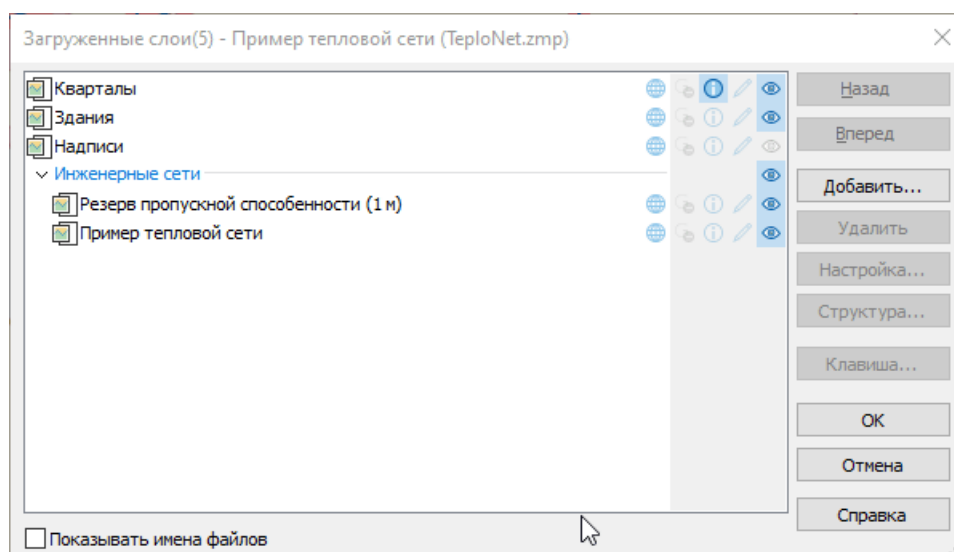 Загруженные слои(5) - Пример тепловой сети (TeploNet.zmp)
Кварталы
Здания
Надписи
Инженерные сети
Резерв пропускной способенности (1 м)
Пример тепловой сети
Назад
Вперед
Добавить...
Удалить
Настройка...
Структура...
Клавиша...
ОК
Отмена
Справка
Показывать имена файлов